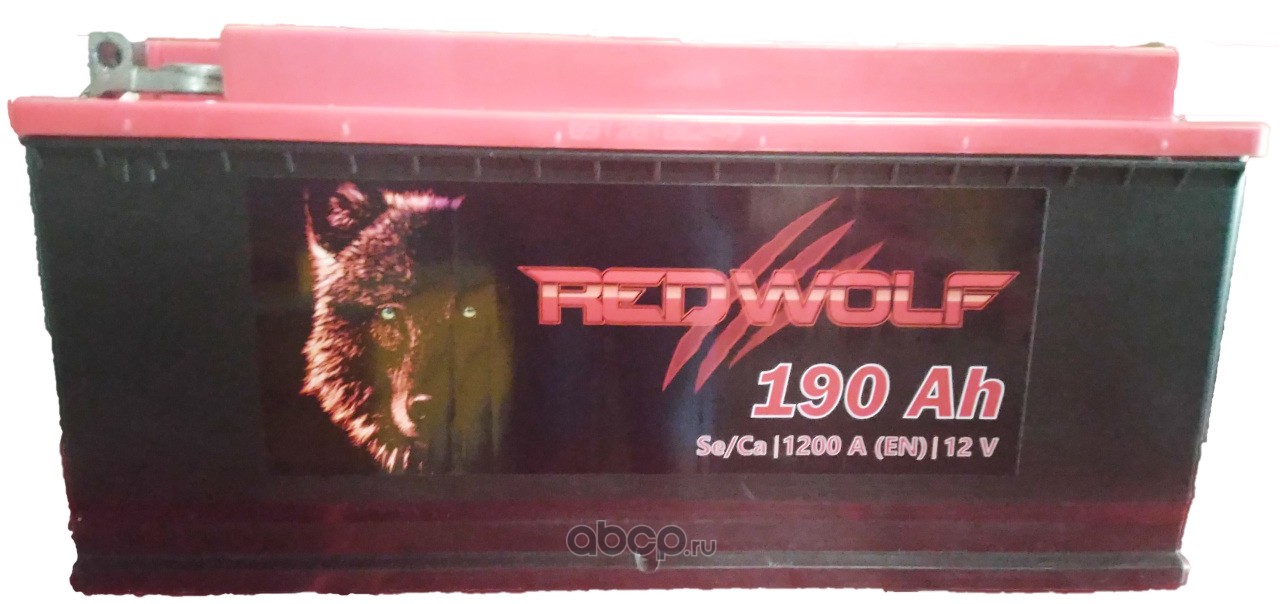 REDWOLF
190 Ah
Se/Ca | 1200 A (EN) | 12 V
abcp.ru